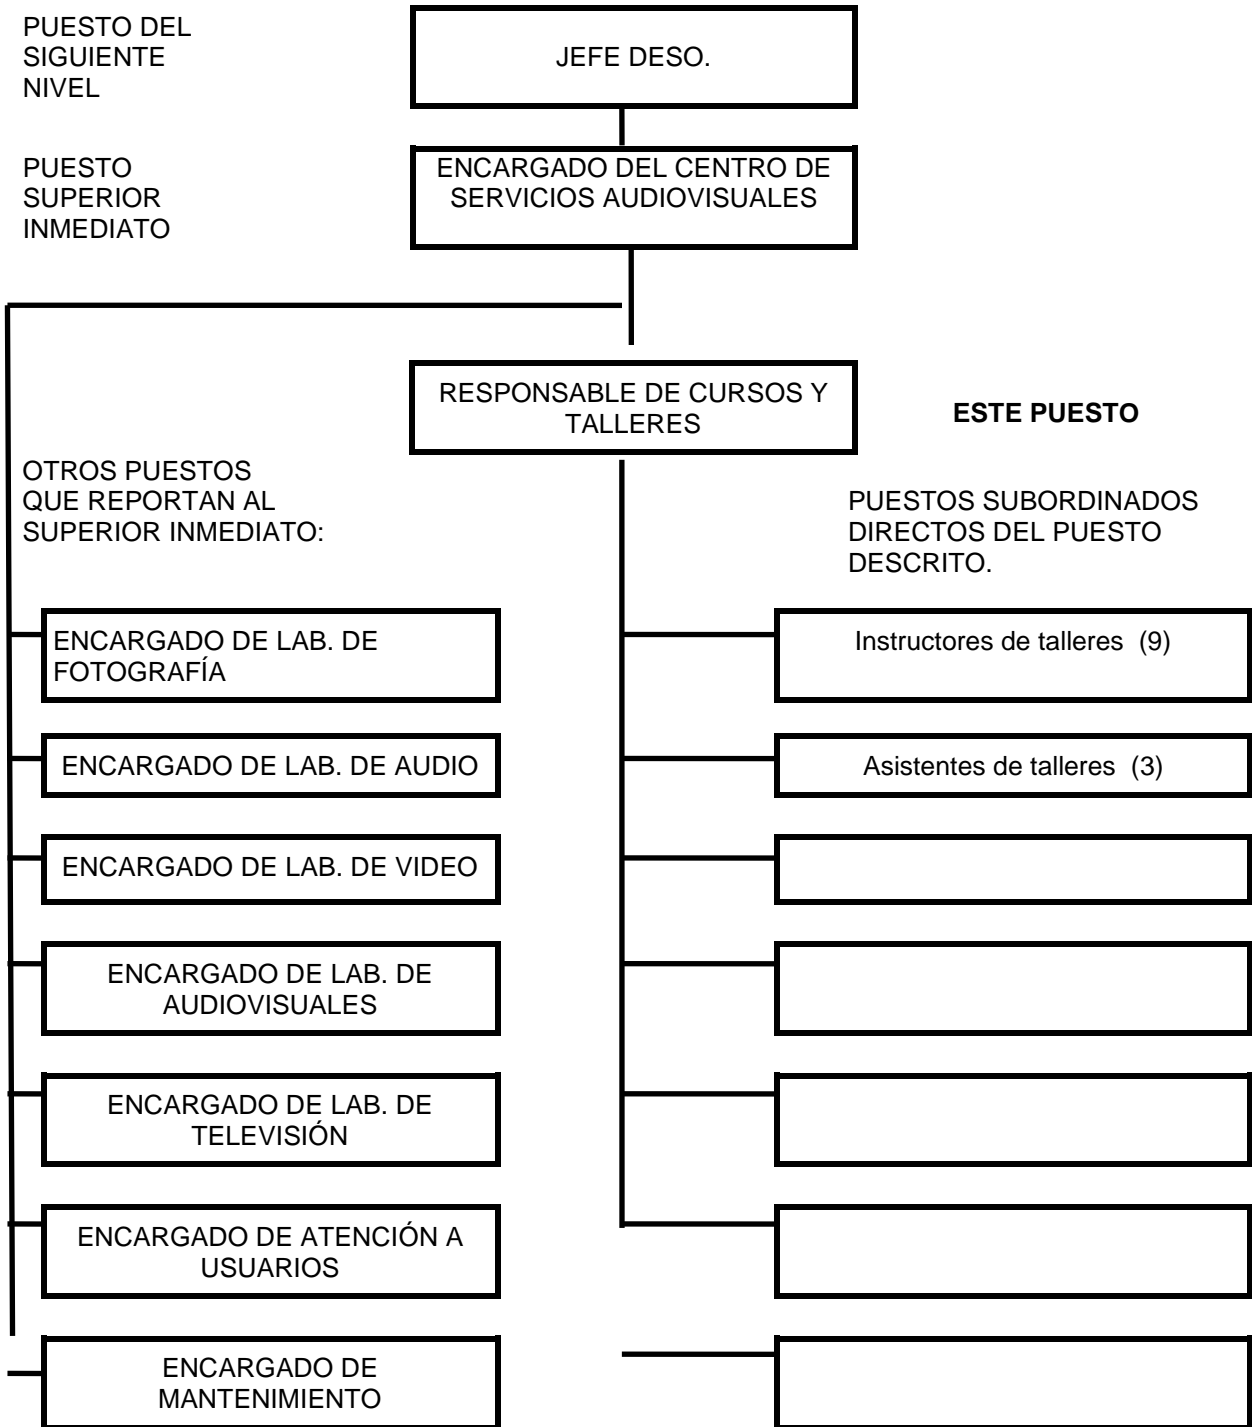 PUESTO DEL
SIGUIENTE
NIVEL
JEFE DESO.
PUESTO
SUPERIOR
INMEDIATO
ENCARGADO DEL CENTRO DE
SERVICIOS AUDIOVISUALES
RESPONSABLE DE CURSOS Y
TALLERES
ESTE PUESTO
OTROS PUESTOS
QUE REPORTAN AL
SUPERIOR INMEDIATO:
PUESTOS SUBORDINADOS
DIRECTOS DEL PUESTO
DESCRITO.
ENCARGADO DE LAB. DE
FOTOGRAFÍA
Instructores de talleres (9)
ENCARGADO DE LAB. DE AUDIO
Asistentes de talleres (3)
ENCARGADO DE LAB. DE VIDEO
ENCARGADO DE LAB. DE
AUDIOVISUALES
ENCARGADO DE LAB. DE
TELEVISIÓN
ENCARGADO DE ATENCIÓN A
USUARIOS
ENCARGADO DE
MANTENIMIENTO